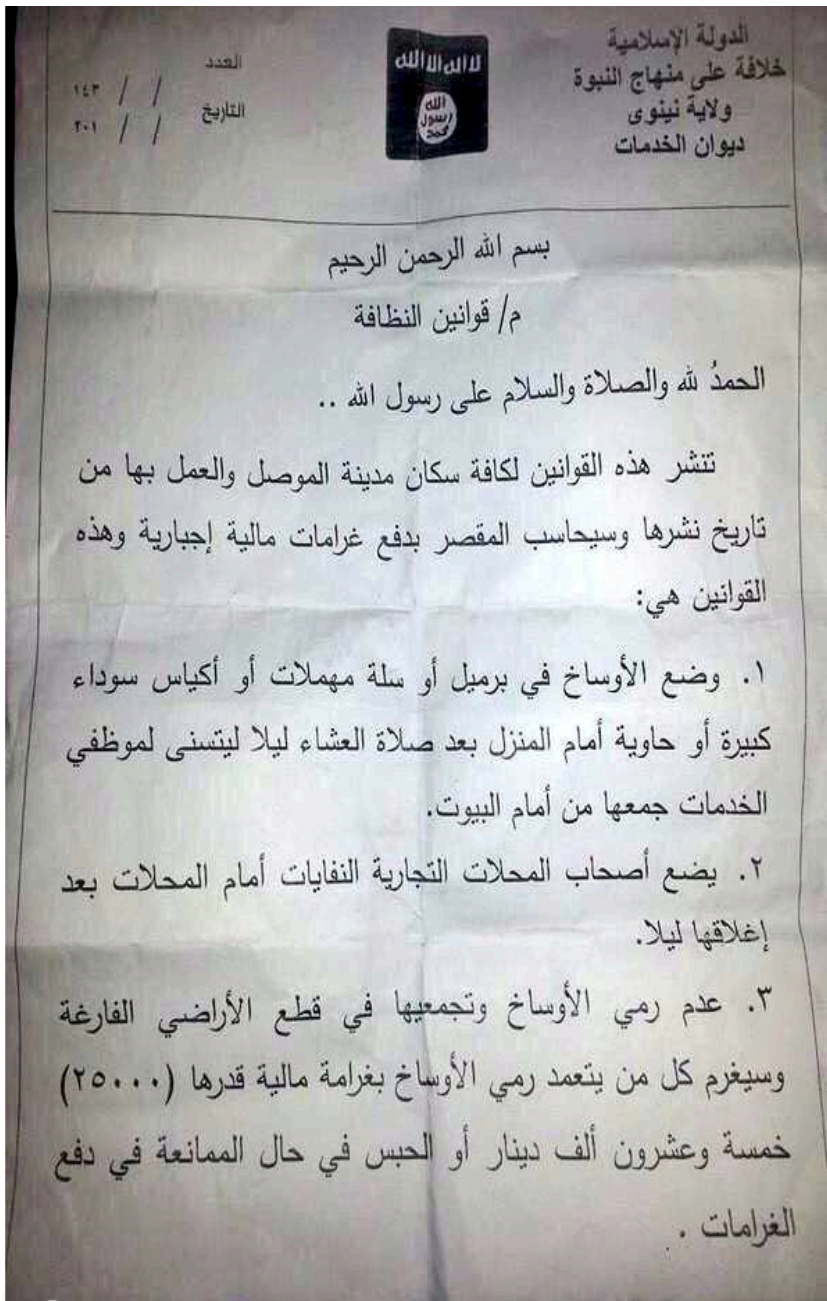 الدولة الإسلامية
خلافة على منهاج النبوة
ولاية نينوى
ديوان الخدمات
لا اله الا الله
الله
رسول
محمد
العدد
/ / ١٤٣
التاريخ
/ / ٢٠١
بسم الله الرحمن الرحيم
م/ قوانين النظافة
الحمدُ لله والصلاة والسلام على رسول الله ..
تنشر هذه القوانين لكافة سكان مدينة الموصل والعمل بها من
تاريخ نشرها وسيحاسب المقصر بدفع غرامات مالية إجبارية وهذه
القوانين هي:
١. وضع الأوساخ في برميل أو سلة مهملات أو أكياس سوداء
كبيرة أو حاوية أمام المنزل بعد صلاة العشاء ليلا ليتسنى لموظفي
الخدمات جمعها من أمام البيوت.
٢. يضع أصحاب المحلات التجارية النفايات أمام المحلات بعد
إغلاقها ليلا.
٣. عدم رمي الأوساخ وتجمعيها في قطع الأراضي الفارغة
وسيغرم كل من يتعمد رمي الأوساخ بغرامة مالية قدرها (٢٥٠٠٠)
خمسة وعشرون ألف دينار أو الحبس في حال الممانعة في دفع
الغرامات .